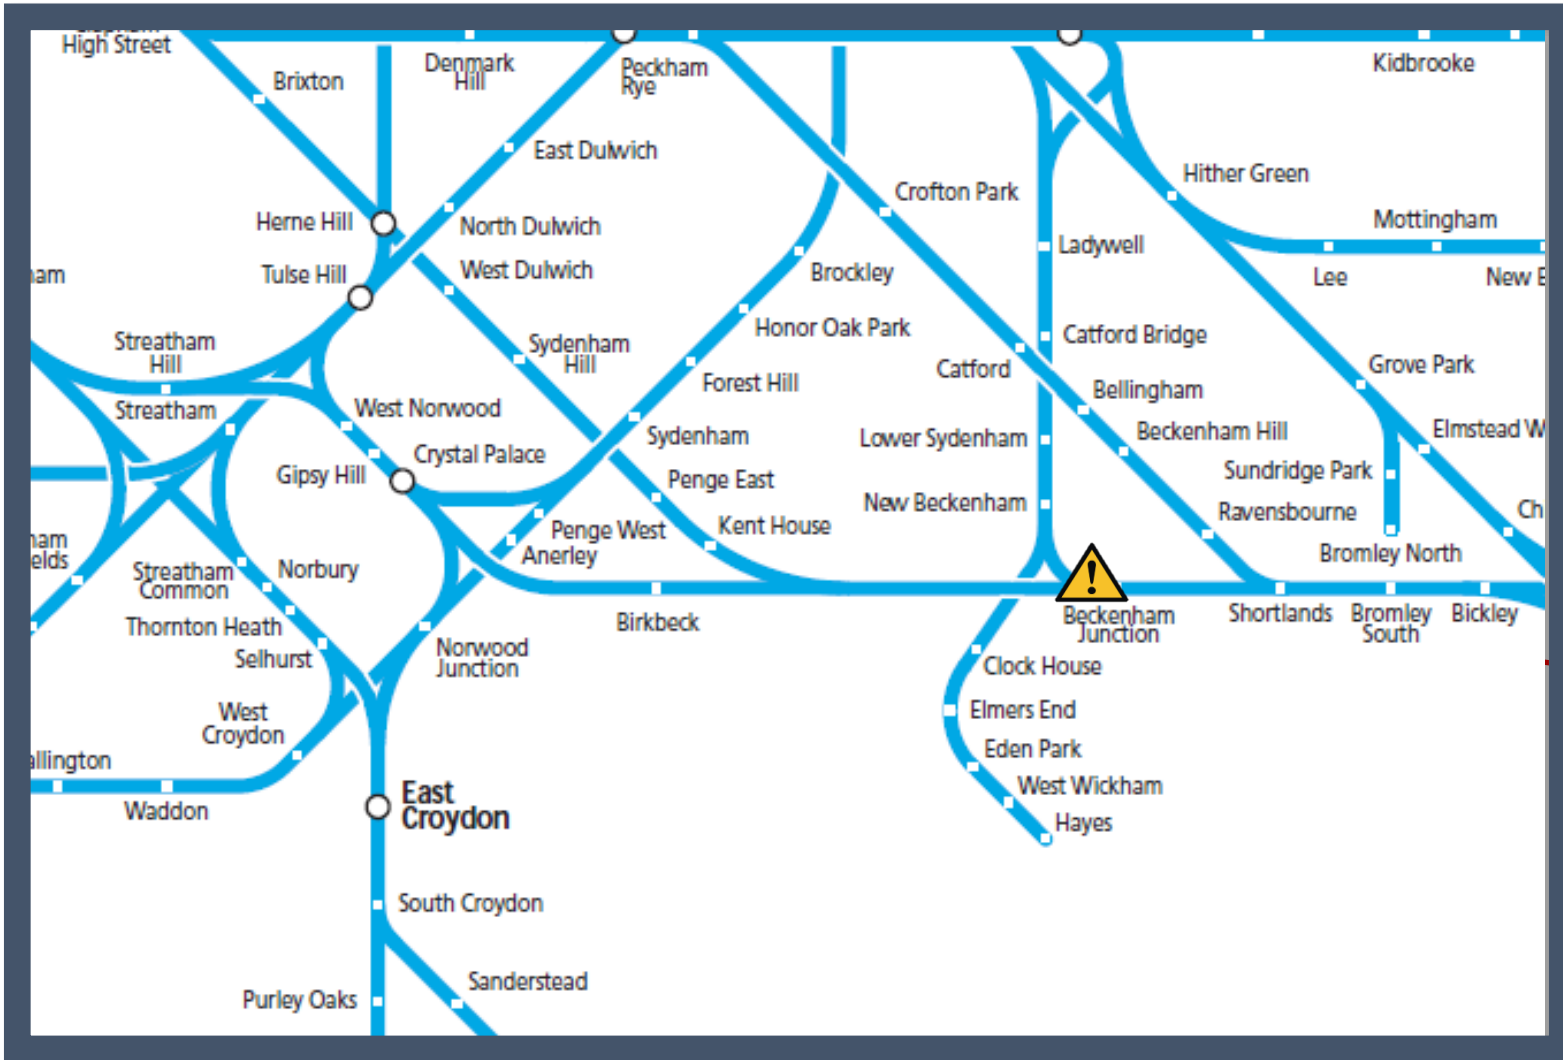 High Street
Brixton
Denmark
Hill
Peckham
Rye
Kidbrooke
East Dulwich
Hither Green
Crofton Park
Herne Hill
North Dulwich
Mottingham
Ladywell
Tulse Hill
West Dulwich
Brockley
Lee
New
Honor Oak Park
Catford Bridge
Streatham
Hill
Sydenham
Hill
Catford
Grove Park
Forest Hill
Bellingham
Streatham
West Norwood
Sydenham
Lower Sydenham
Beckenham Hill
Elmstead W
Gipsy Hill
Crystal Palace
Penge East
Sundridge Park
New Beckenham
Ravensbourne
Ch
Penge West
Kent House
Anerley
Bromley North
ham
elds
Streatham
Common
Norbury
Birkbeck
Beckenham
Junction
Shortlands
Bromley
South
Bickley
Thornton Heath
Selhurst
Norwood
Junction
Clock House
West
Croydon
Elmers End
Eden Park
allington
West Wickham
Waddon
East
Croydon
Hayes
South Croydon
Sanderstead
Purley Oaks